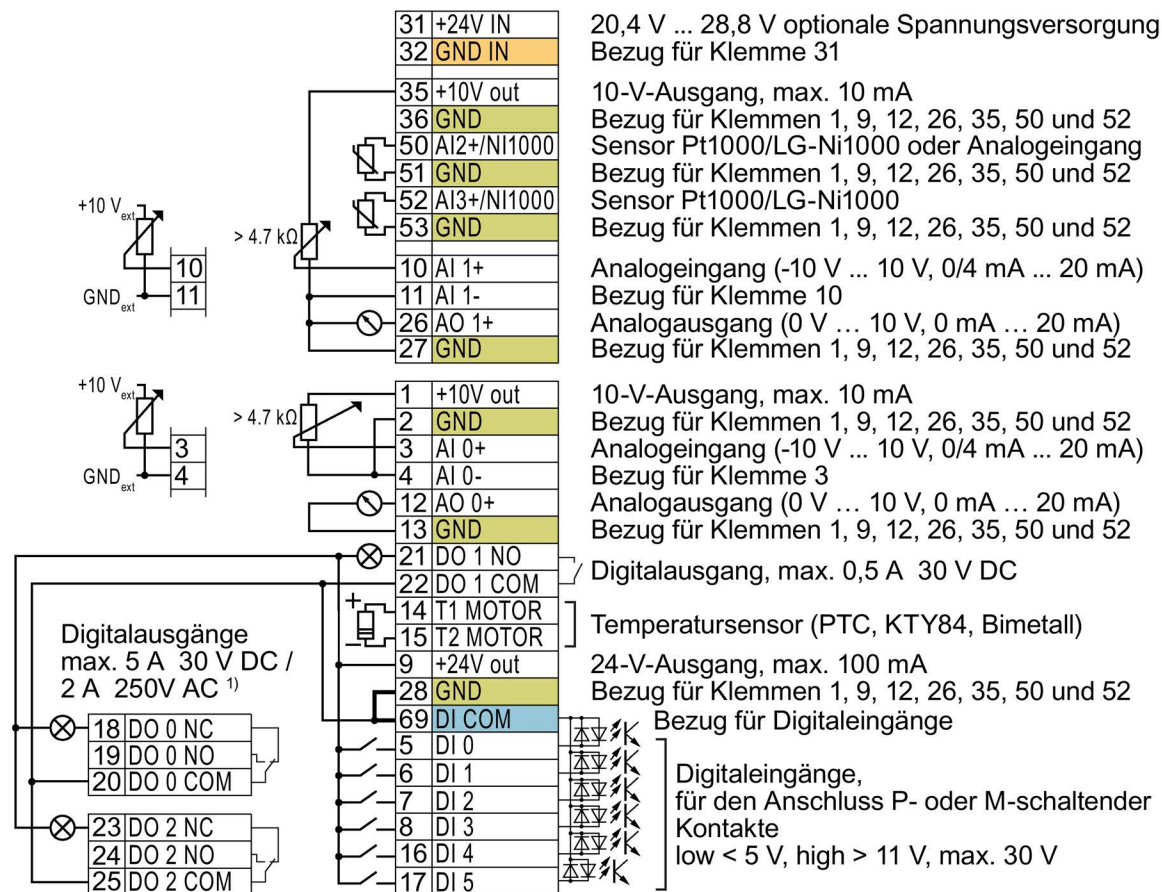 31 +24V IN 20,4 V ... 28,8 V optionale Spannungsversorgung
32 GND IN Bezug für Klemme 31
35 +10V out 10-V-Ausgang, max. 10 mA
36 GND Bezug für Klemmen 1, 9, 12, 26, 35, 50 und 52
50 AI2+/NI1000 Sensor Pt1000/LG-Ni1000 oder Analogeingang
51 GND Bezug für Klemmen 1, 9, 12, 26, 35, 50 und 52
52 AI3+/NI1000 Sensor Pt1000/LG-Ni1000
53 GND Bezug für Klemmen 1, 9, 12, 26, 35, 50 und 52
+10 Vext
> 4.7 kΩ
10 10 AI 1+ Analogeingang (-10 V ... 10 V, 0/4 mA ... 20 mA)
GNDext 11 11 AI 1- Bezug für Klemme 10
26 AO 1+ Analogausgang (0 V … 10 V, 0 mA … 20 mA)
27 GND Bezug für Klemmen 1, 9, 12, 26, 35, 50 und 52
+10 Vext 1 +10V out 10-V-Ausgang, max. 10 mA
> 4.7 kΩ 2 GND Bezug für Klemmen 1, 9, 12, 26, 35, 50 und 52
3 3 AI 0+ Analogeingang (-10 V ... 10 V, 0/4 mA ... 20 mA)
GNDext 4 4 AI 0- Bezug für Klemme 3
12 AO 0+ Analogausgang (0 V … 10 V, 0 mA … 20 mA)
13 GND Bezug für Klemmen 1, 9, 12, 26, 35, 50 und 52
21 DO 1 NO
22 DO 1 COM Digitalausgang, max. 0,5 A 30 V DC
+ 14 T1 MOTOR
– 15 T2 MOTOR Temperatursensor (PTC, KTY84, Bimetall)
9 +24V out 24-V-Ausgang, max. 100 mA
28 GND Bezug für Klemmen 1, 9, 12, 26, 35, 50 und 52
69 DI COM Bezug für Digitaleingänge
5 DI 0
6 DI 1
7 DI 2
8 DI 3
16 DI 4
17 DI 5
Digitaleingänge,
für den Anschluss P- oder M-schaltender
Kontakte
low < 5 V, high > 11 V, max. 30 V
Digitalausgänge
max. 5 A 30 V DC /
2 A 250V AC 1)
18 DO 0 NC
19 DO 0 NO
20 DO 0 COM
23 DO 2 NC
24 DO 2 NO
25 DO 2 COM